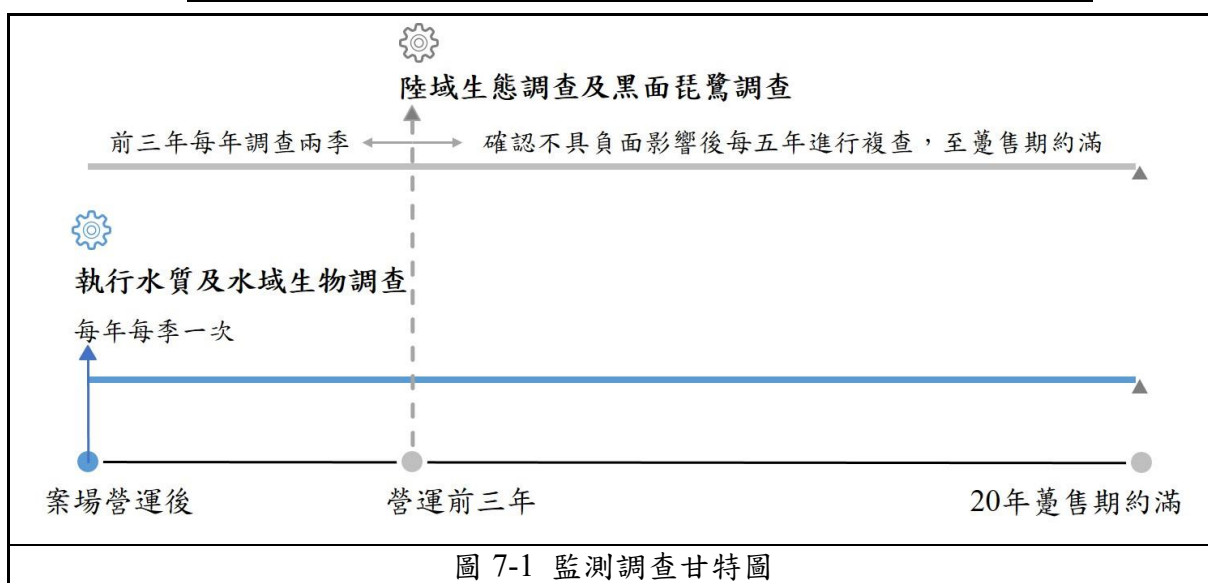 陸域生態調查及黑面琵鷺調查
前三年每年調查兩季
確認不具負面影響後每五年進行複查，至躉售期約滿
執行水質及水域生物調查
每年每季一次
案場營運後
營運前三年
20年躉售期約滿
圖 7-1 監測調查甘特圖